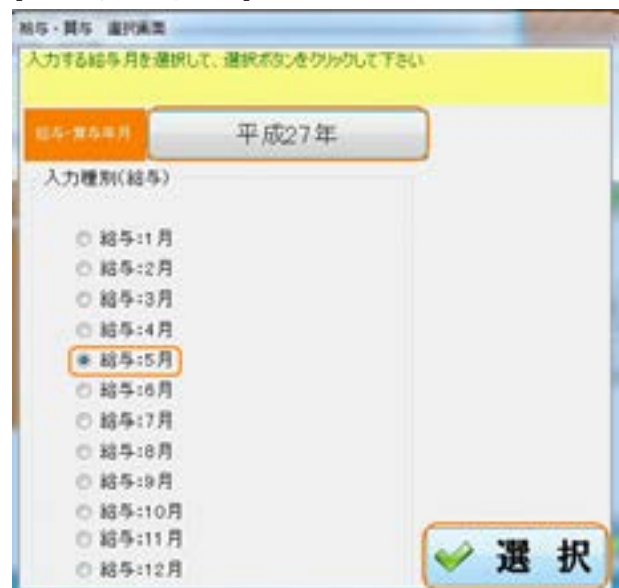 給与・賞与　選択画面
入力する給与月を選択して、選択ボタンをクリックして下さい
給与・賞与年月
平成27年
入力種別(給与)
給与:1月
給与:2月
給与:3月
給与:4月
給与:5月
給与:6月
給与:7月
給与:8月
給与:9月
給与:10月
給与:11月
給与:12月
選択